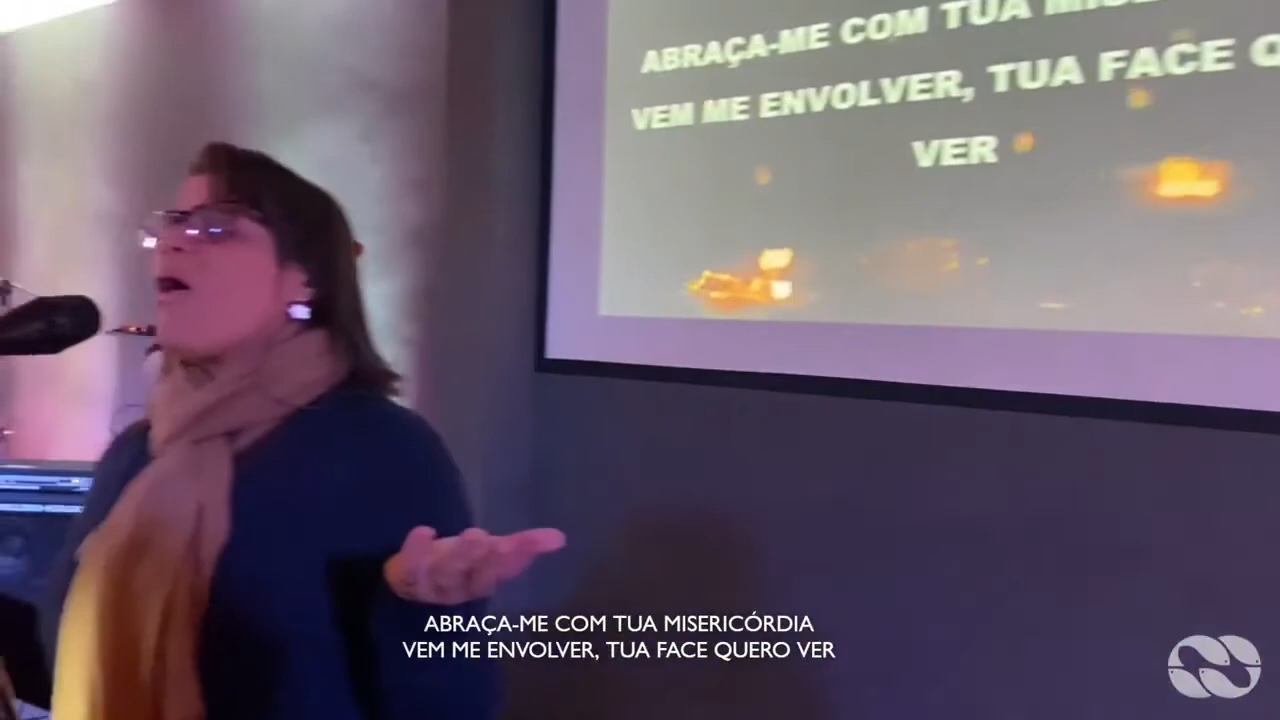 ABRAÇA-ME COM TUA
VEM ME ENVOLVER, TUA FACE
VER
ABRAÇA-ME COM TUA MISERICÓRDIA
VEM ME ENVOLVER, TUA FACE QUERO VER